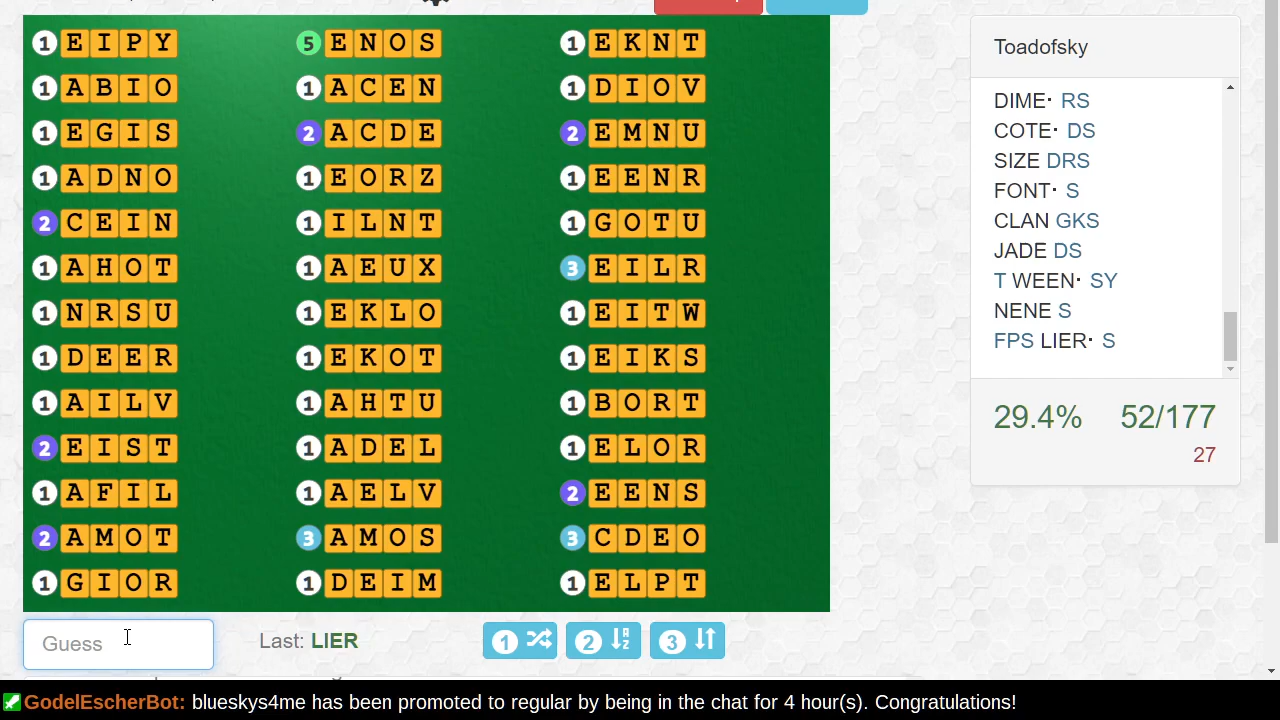 1 EIPY 5 ENOS 1 EKNT
1 ABIO 1 ACEN 1 DIOV
1 EGIS 2 ACDE 2 EMNU
1 ADNO 1 EORZ 1 EENR
2 CEIN 1 ILNT 1 GOTU
1 AHOT 1 AEUX 3 EILR
1 NRSU 1 EKLO 1 EITW
1 DEER 1 EKOT 1 EIKS
1 AILV 1 AHTU 1 BORT
2 EIST 1 ADEL 1 ELOR
1 AFIL 1 AELV 2 EENS
2 AMOT 3 AMOS 3 CDEO
1 GIOR 1 DEIM 1 ELPT
Guess Last: LIER 1 2 3
Toadofsky
DIME· RS
COTE· DS
SIZE DRS
FONT· S
CLAN GKS
JADE DS
T WEEN· SY
NENE S
FPS LIER· S
29.4% 52/177
27
GodelEscherBot: blueskys4me has been promoted to regular by being in the chat for 4 hour(s). Congratulations!